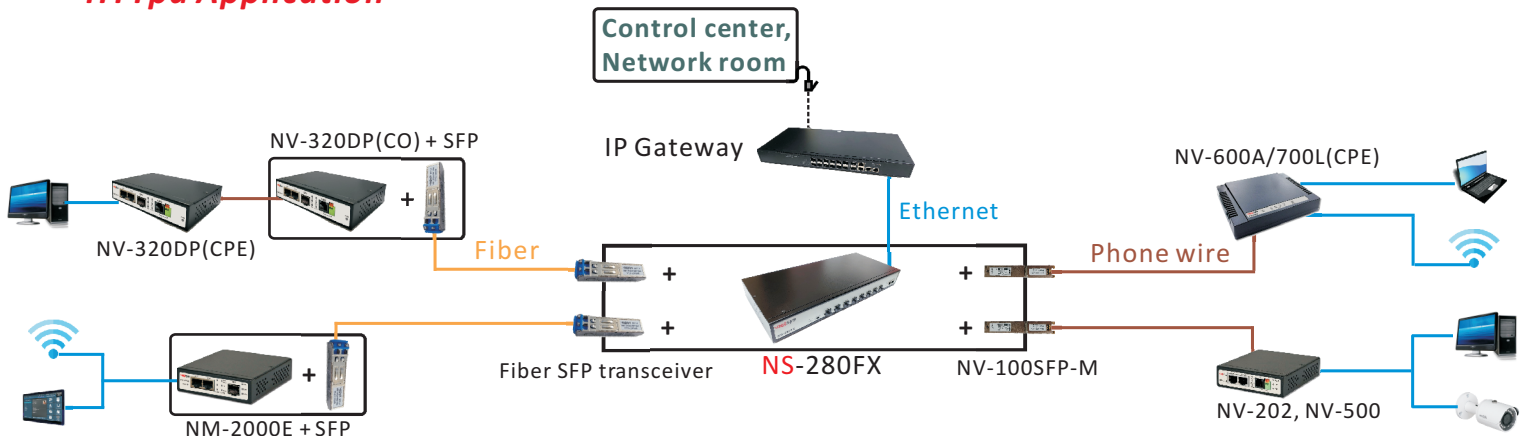 Application
Control center,
Network room
NV-320DP(CO) + SFP
IP Gateway
NV-600A/700L(CPE)
Ethernet
NV-320DP(CPE)
Fiber
Phone wire
Fiber SFP transceiver
NS-280FX
NV-100SFP-M
NM-2000E + SFP
NV-202, NV-500